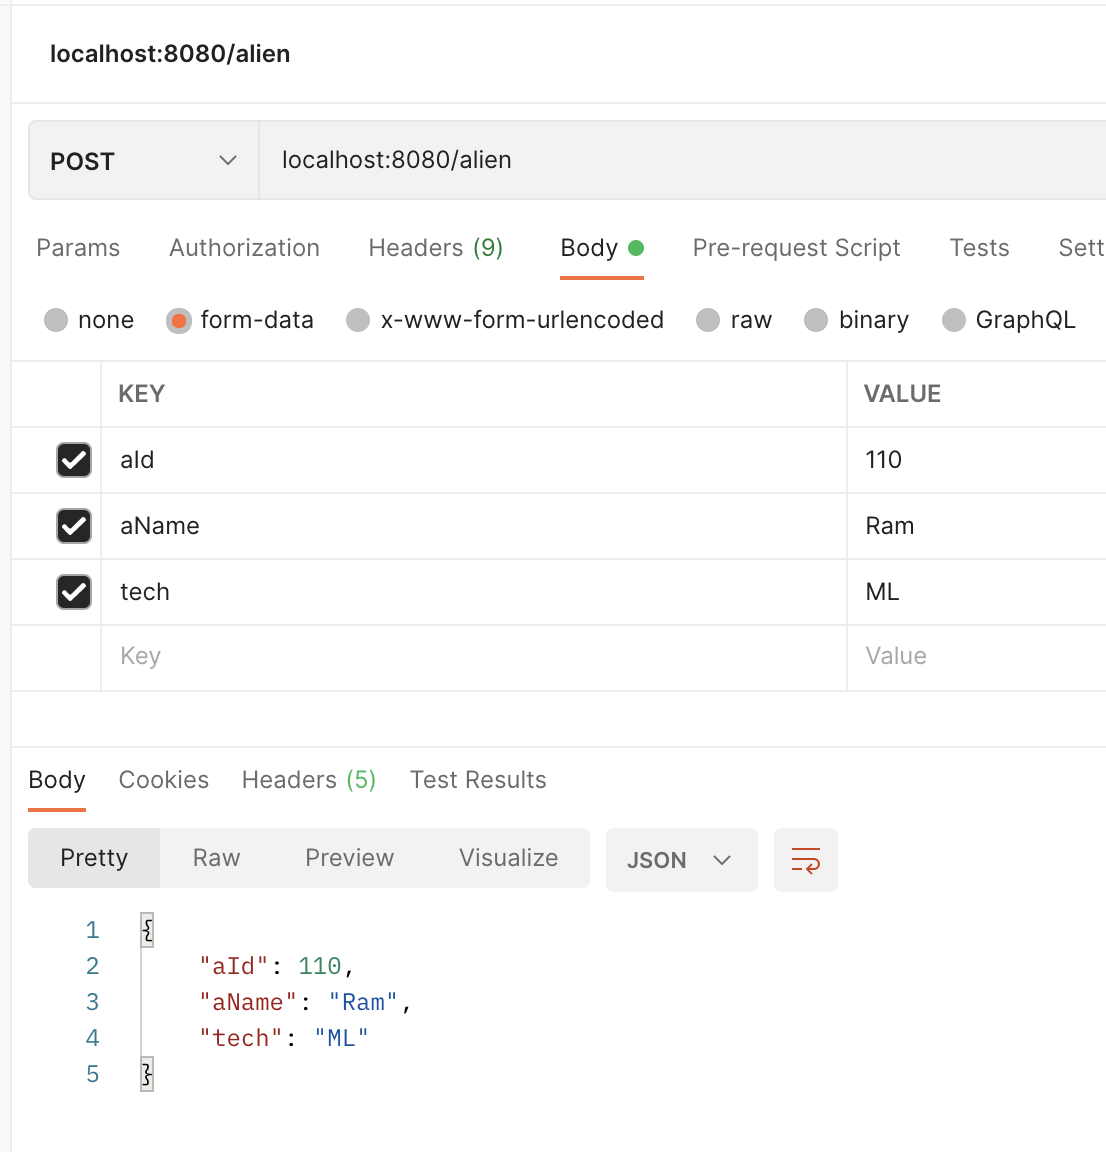 localhost:8080/alien
POST localhost:8080/alien
Params Authorization Headers (9) Body Pre-request Script Tests Sett
none form-data x-www-form-urlencoded raw binary GraphQL
KEY VALUE
aId 110
aName Ram
tech ML
Key Value
Body Cookies Headers (5) Test Results
Pretty Raw Preview Visualize JSON
1 {
2 "aId": 110,
3 "aName": "Ram",
4 "tech": "ML"
5 }